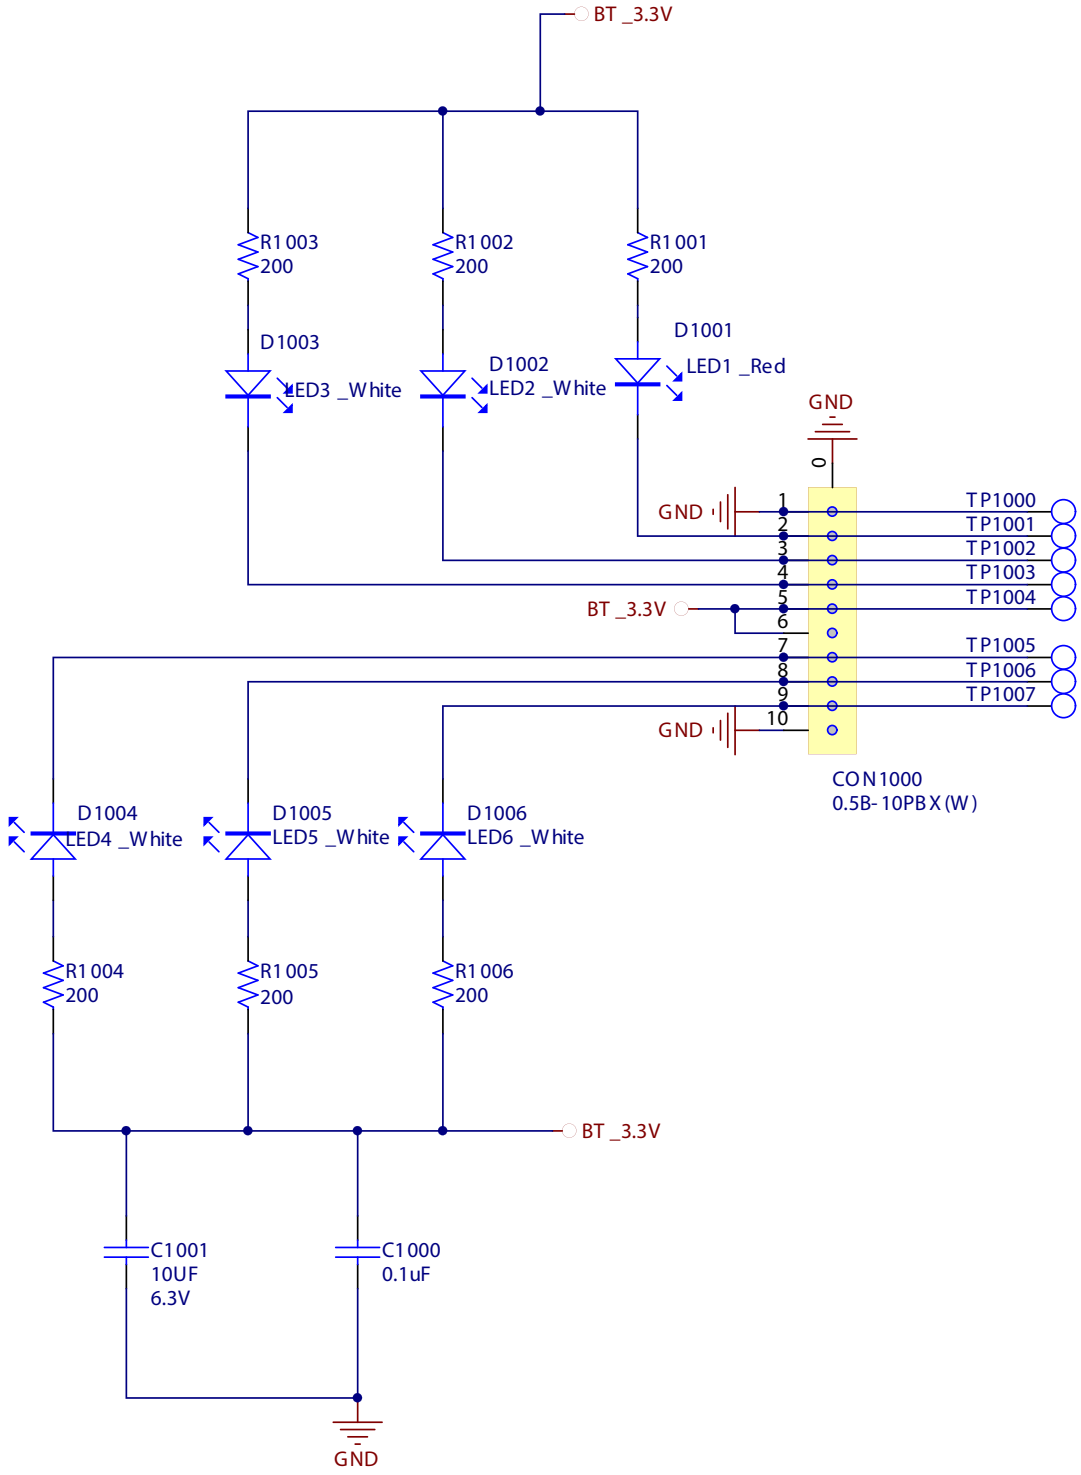 BT_3.3V
R1003
200
R1002
200
R1001
200
D1003
LED3_White
D1002
LED2_White
D1001
LED1_Red
GND
0
GND
1
2
3
4
5
6
7
8
9
10
TP1000
TP1001
TP1002
TP1003
TP1004
BT_3.3V
TP1005
TP1006
TP1007
GND
CON1000
0.5B-10PBX(W)
D1004
LED4_White
D1005
LED5_White
D1006
LED6_White
R1004
200
R1005
200
R1006
200
BT_3.3V
C1001
10UF
6.3V
C1000
0.1uF
GND